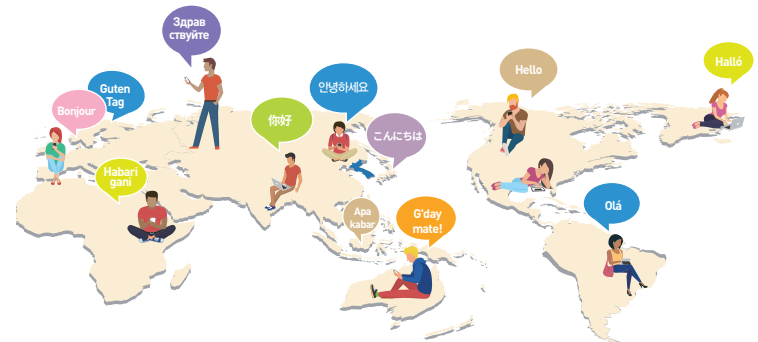 Здрав
ствуйте
Guten
Tag
Bonjour
안녕하세요
你好
こんにちは
Hello
Halló
Habari
gani
Apa
kabar
G'day
mate!
Olá